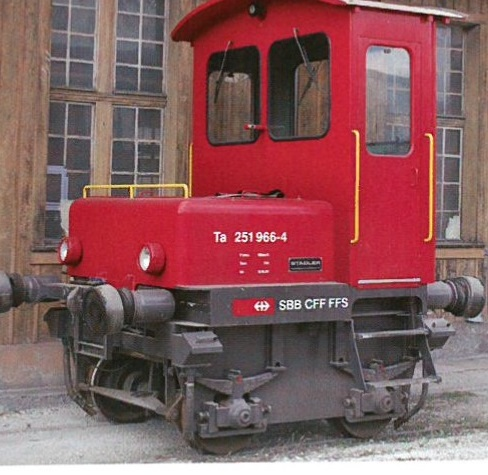 Ta 251 966-4
STADLER
SBB CFF FFS